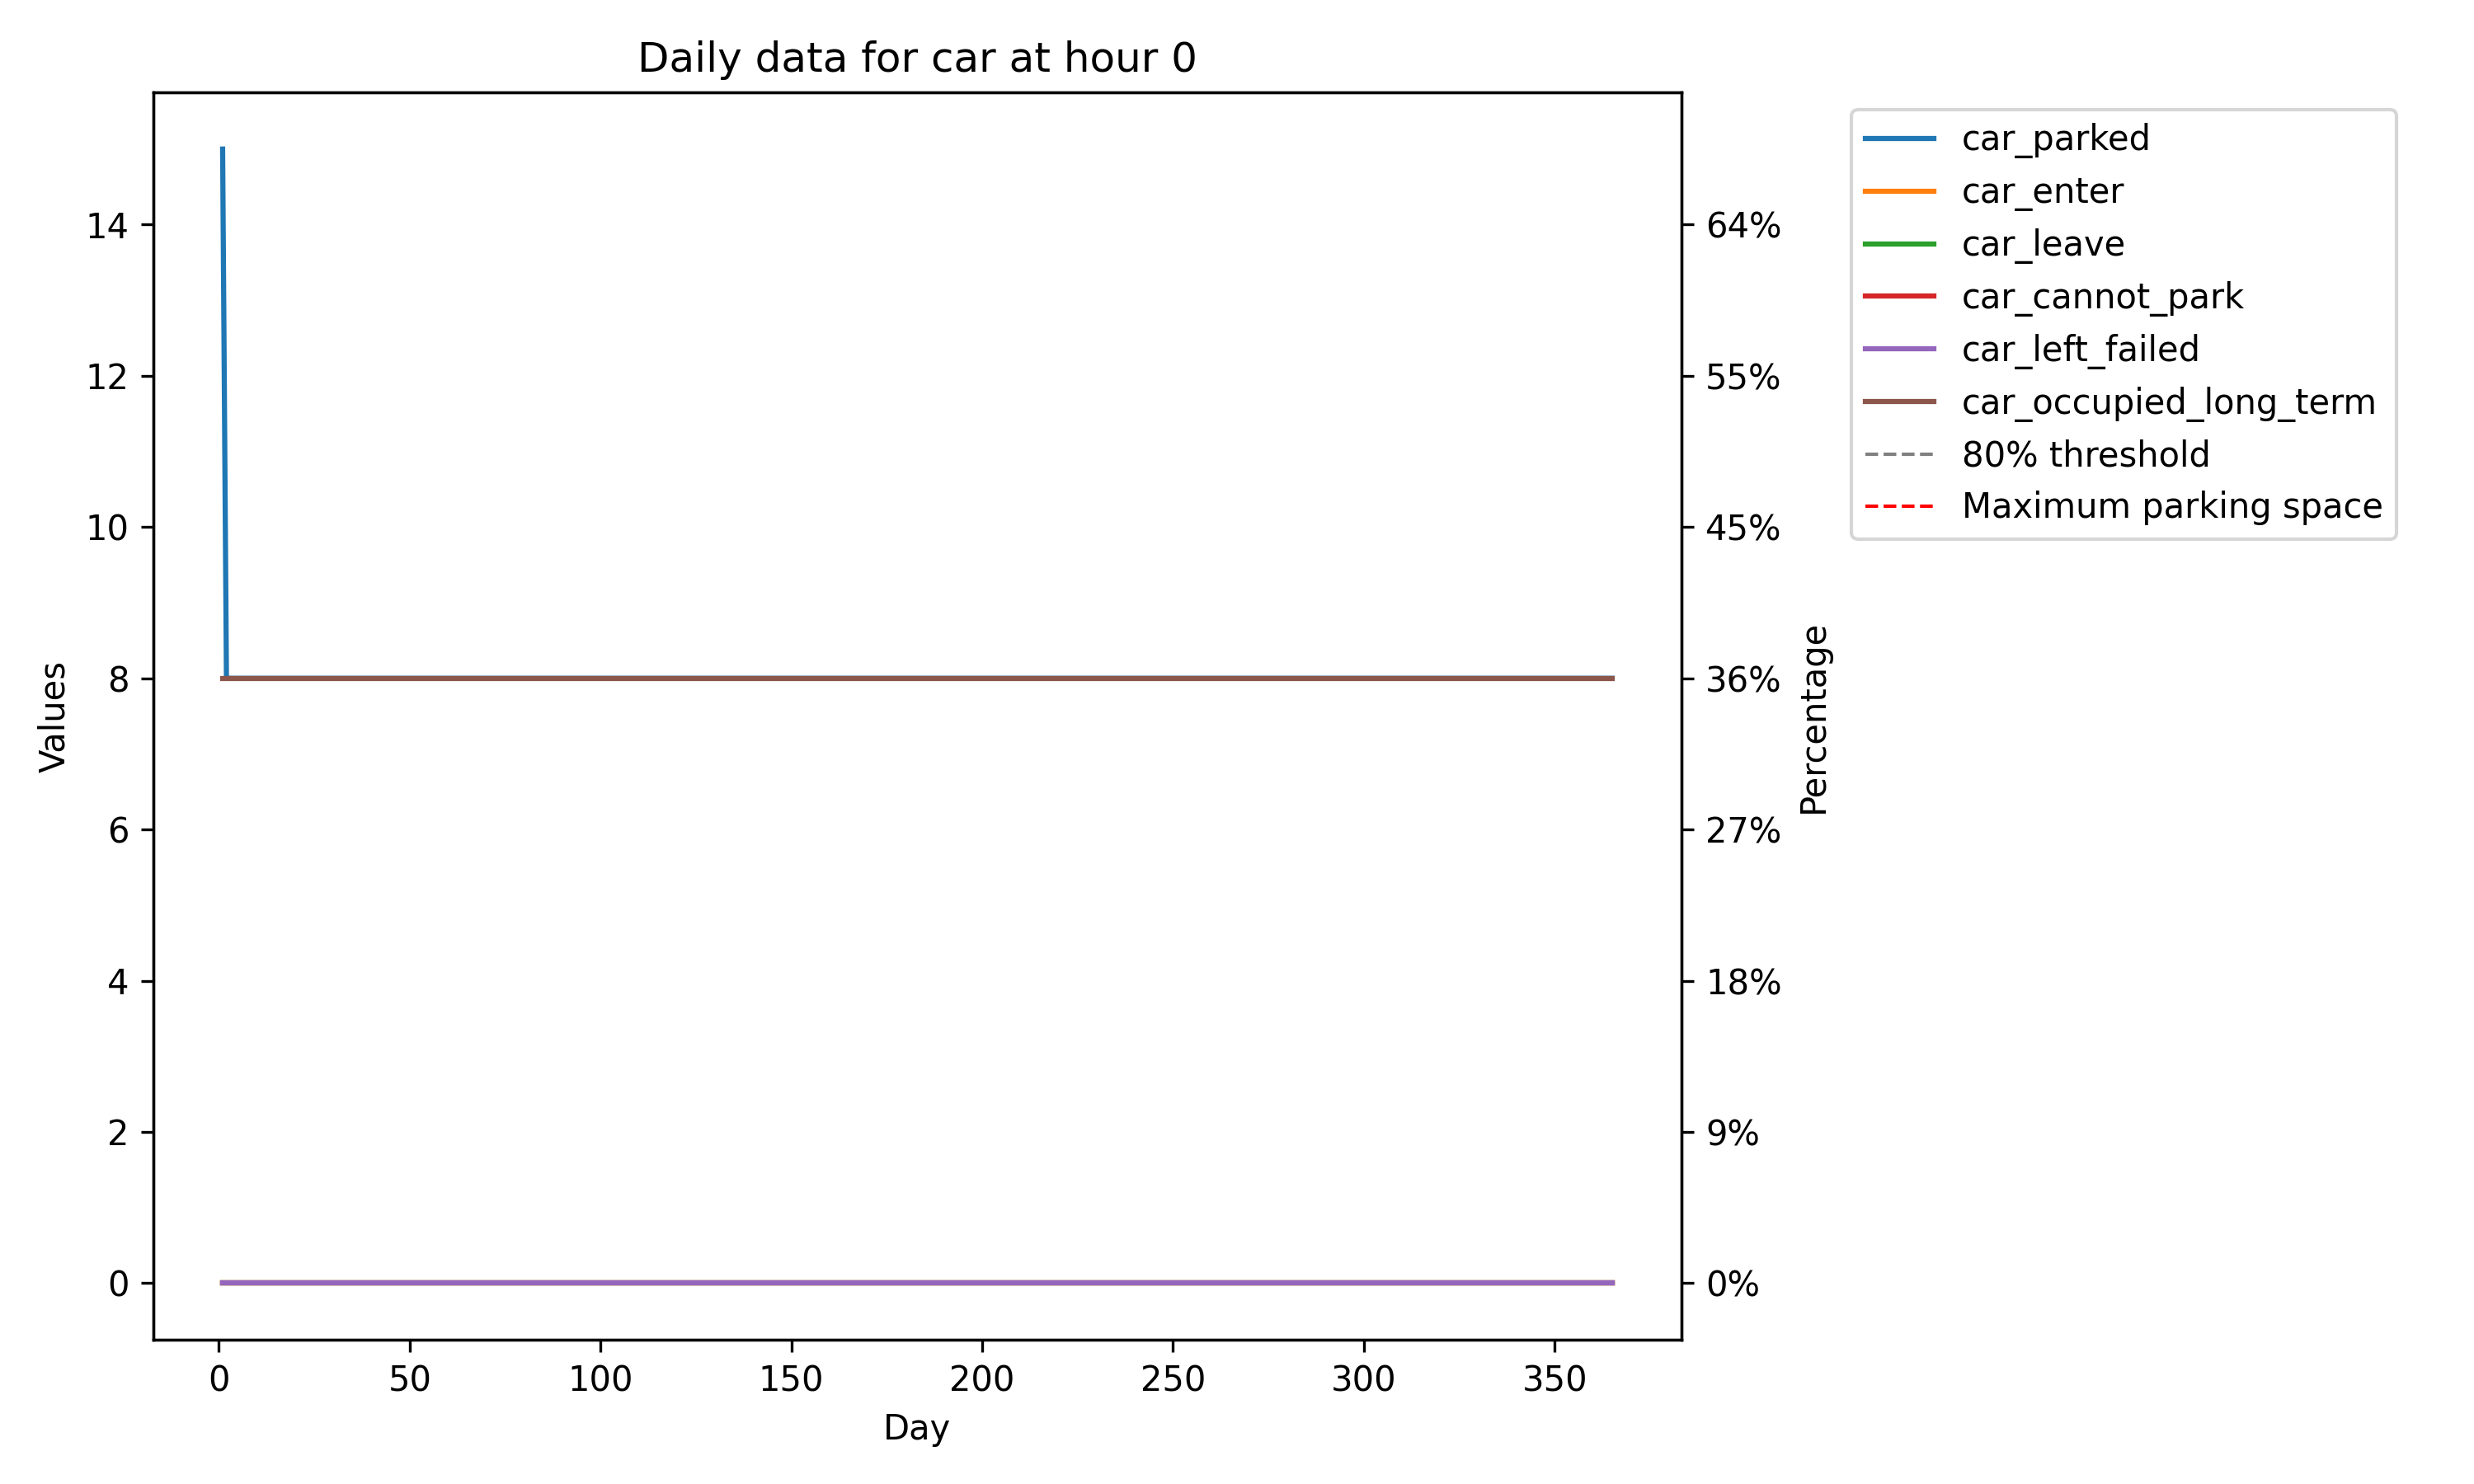 Daily data for car at hour 0
car_parked
car_enter
car_leave
car_cannot_park
car_left_failed
car_occupied_long_term
80% threshold
Maximum parking space
Values
14
12
10
8
6
4
2
0
64%
55%
45%
36%
27%
18%
9%
0%
Percentage
0 50 100 150 200 250 300 350
Day